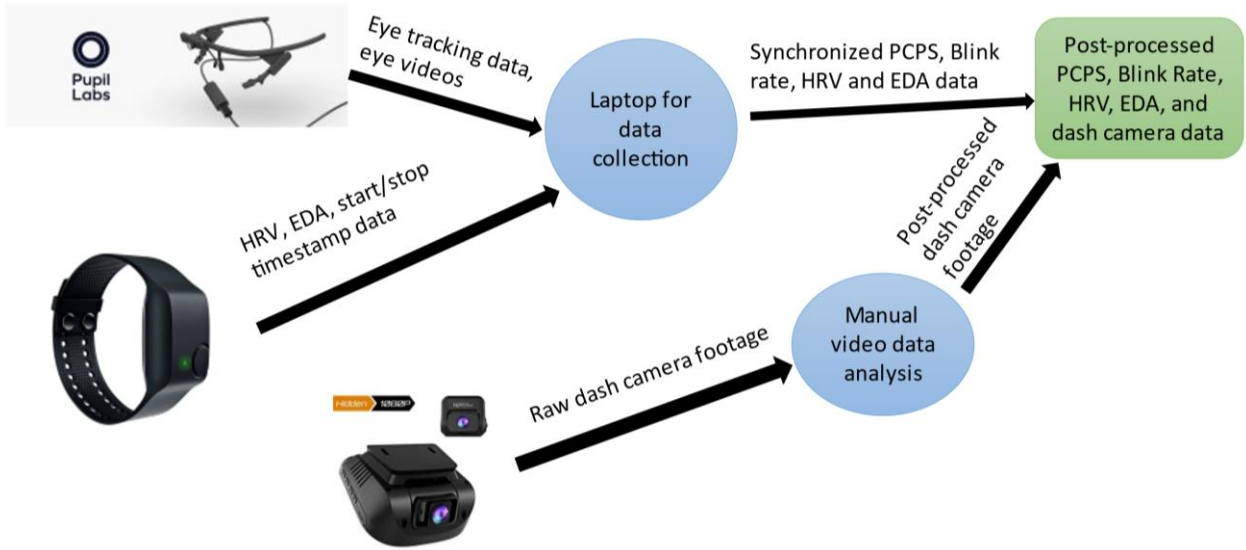 Pupil
Labs
Eye tracking data,
eye videos
Laptop for
data
collection
Synchronized PCPS, Blink
rate, HRV and EDA data
Post-processed
PCPS, Blink Rate,
HRV, EDA, and
dash camera data
HRV, EDA, start/stop
timestamp data
Post-processed
dash camera
footage
Manual
video data
analysis
Raw dash camera footage
Hidden 1080P